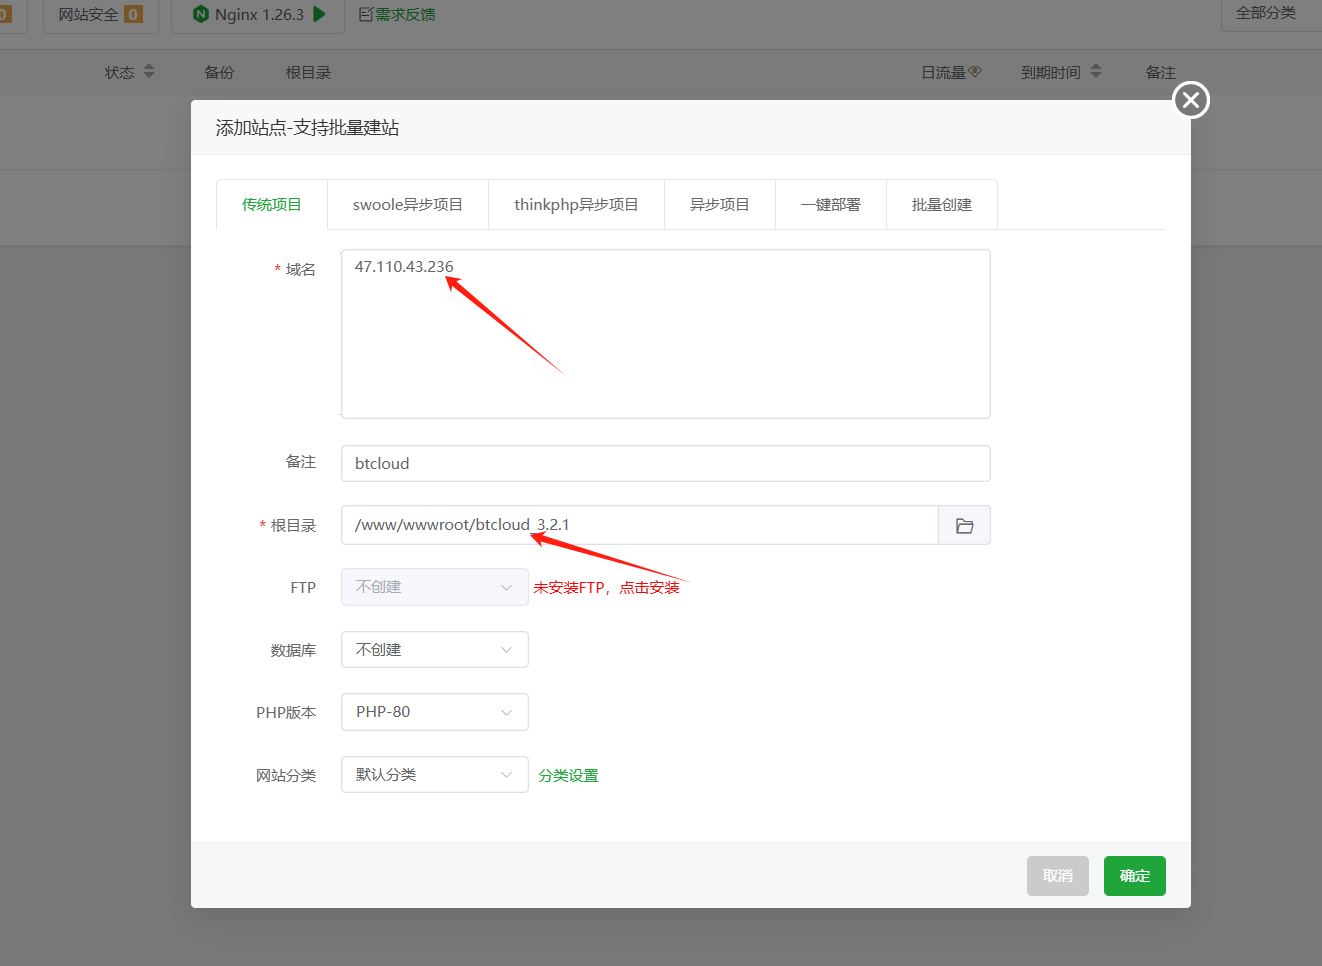 0 网站安全 0 Nginx 1.26.3 需求反馈 全部分类
状态 备份 根目录 日流量 到期时间 备注
添加站点-支持批量建站
传统项目 swoole异步项目 thinkphp异步项目 异步项目 一键部署 批量创建
* 域名 47.110.43.236
备注 btcloud
* 根目录 /www/wwwroot/btcloud_3.2.1
FTP 不创建 未安装FTP，点击安装
数据库 不创建
PHP版本 PHP-80
网站分类 默认分类 分类设置
取消 确定